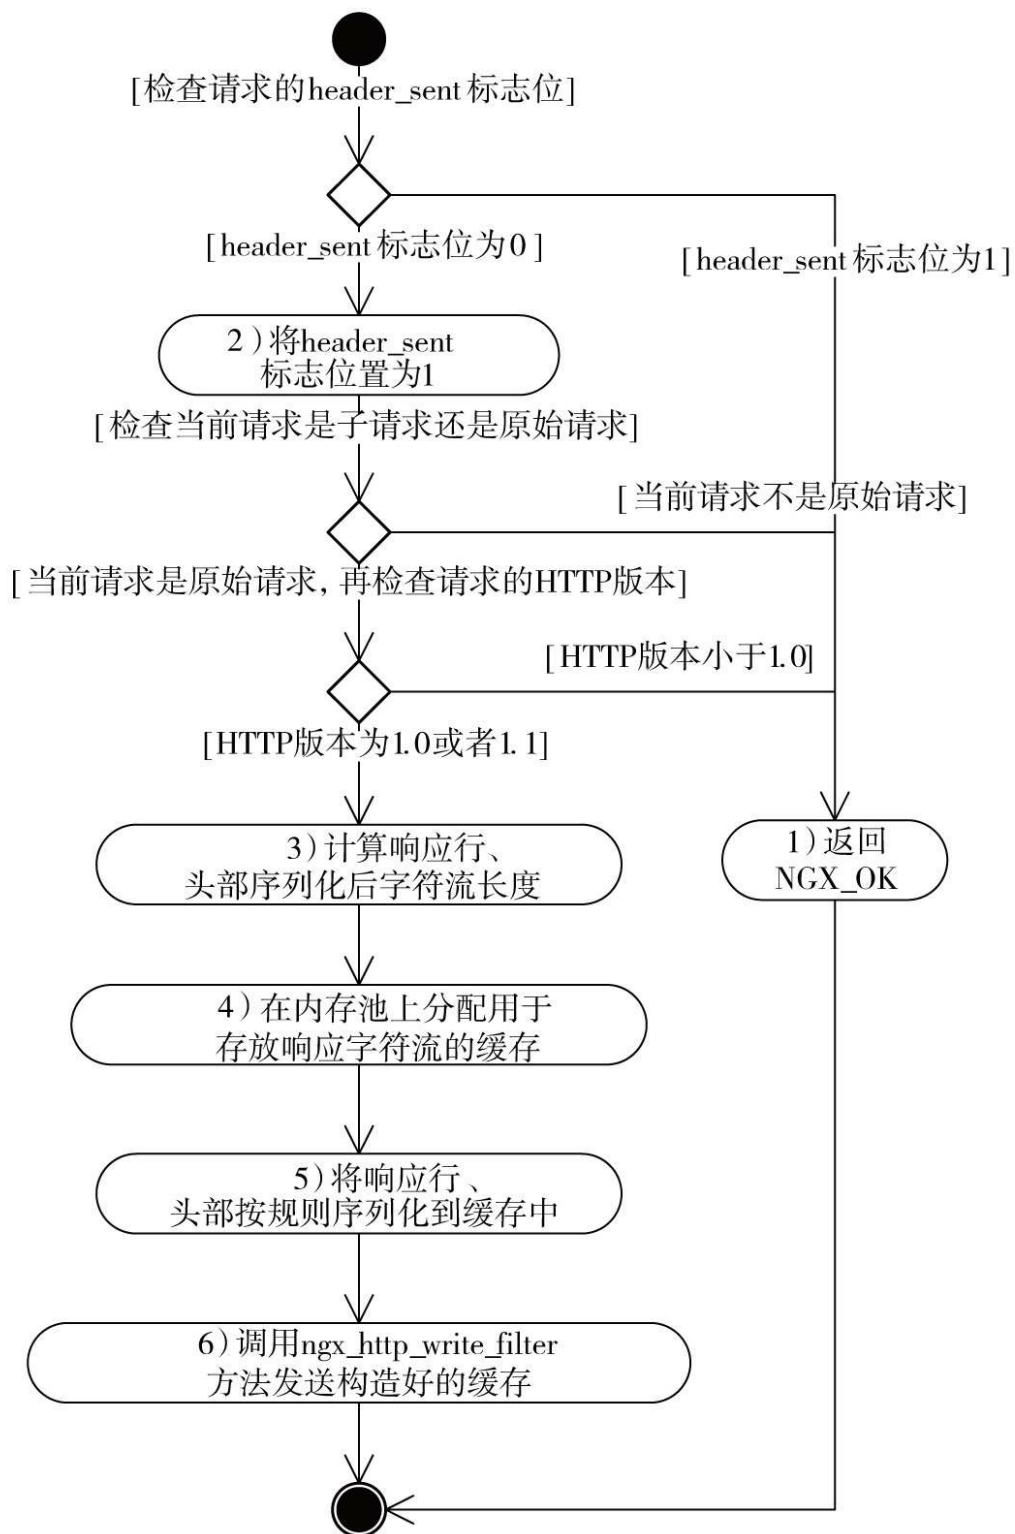 [检查请求的header_sent标志位]
[header_sent标志位为0]
[header_sent标志位为1]
2)将header_sent
标志位置为1
[检查当前请求是子请求还是原始请求]
[当前请求不是原始请求]
[当前请求是原始请求,再检查请求的HTTP版本]
[HTTP版本小于1.0]
[HTTP版本为1.0或者1.1]
3)计算响应行、
头部序列化后字符流长度
1)返回
NGX_OK
4)在内存池上分配用于
存放响应字符流的缓存
5)将响应行、
头部按规则序列化到缓存中
6)调用ngx_http_write_filter
方法发送构造好的缓存